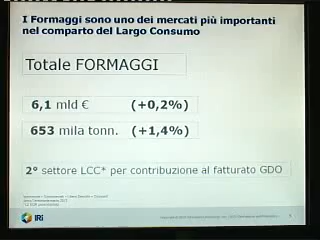 I Formaggi sono uno dei mercati più importanti
nel comparto del Largo Consumo
Totale FORMAGGI
6,1 mld € (+0,2%)
653 mila tonn. (+1,4%)
2° settore LCC* per contribuzione al fatturato GDO
IRi